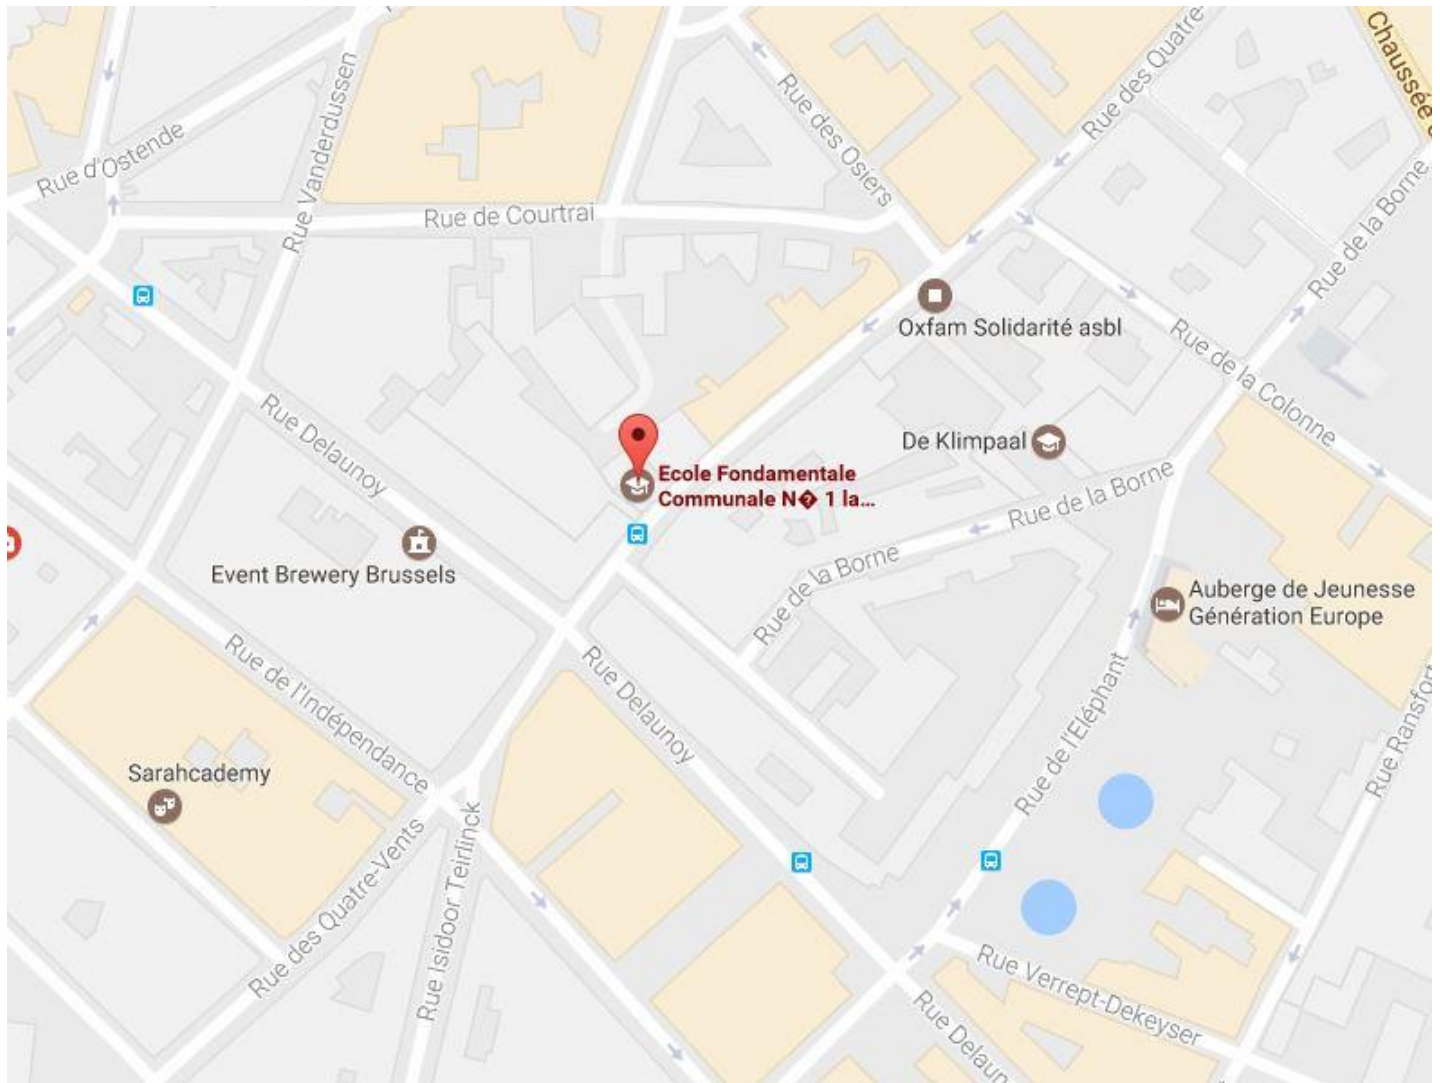 Chaussée
Rue des Quatre-
Rue des Osiers
Rue Vanderdussen
Rue d'Ostende
Rue de Courtrai
Rue de la Borne
Oxfam Solidarité asbl
Rue de la Colonne
Rue Delaunoy
De Klimpaal
Ecole Fondamentale
Communale N� 1 la...
Rue de la Borne
Rue de la Borne
Event Brewery Brussels
Auberge de Jeunesse
Génération Europe
Rue de l'Indépendance
Rue Delaunoy
Rue de l'Eléphant
Rue Ransfort
Sarahcademy
Rue des Quatre-Vents
Rue Isidoor Teirlinck
Rue Verrept-Dekeyser
Rue Delaun